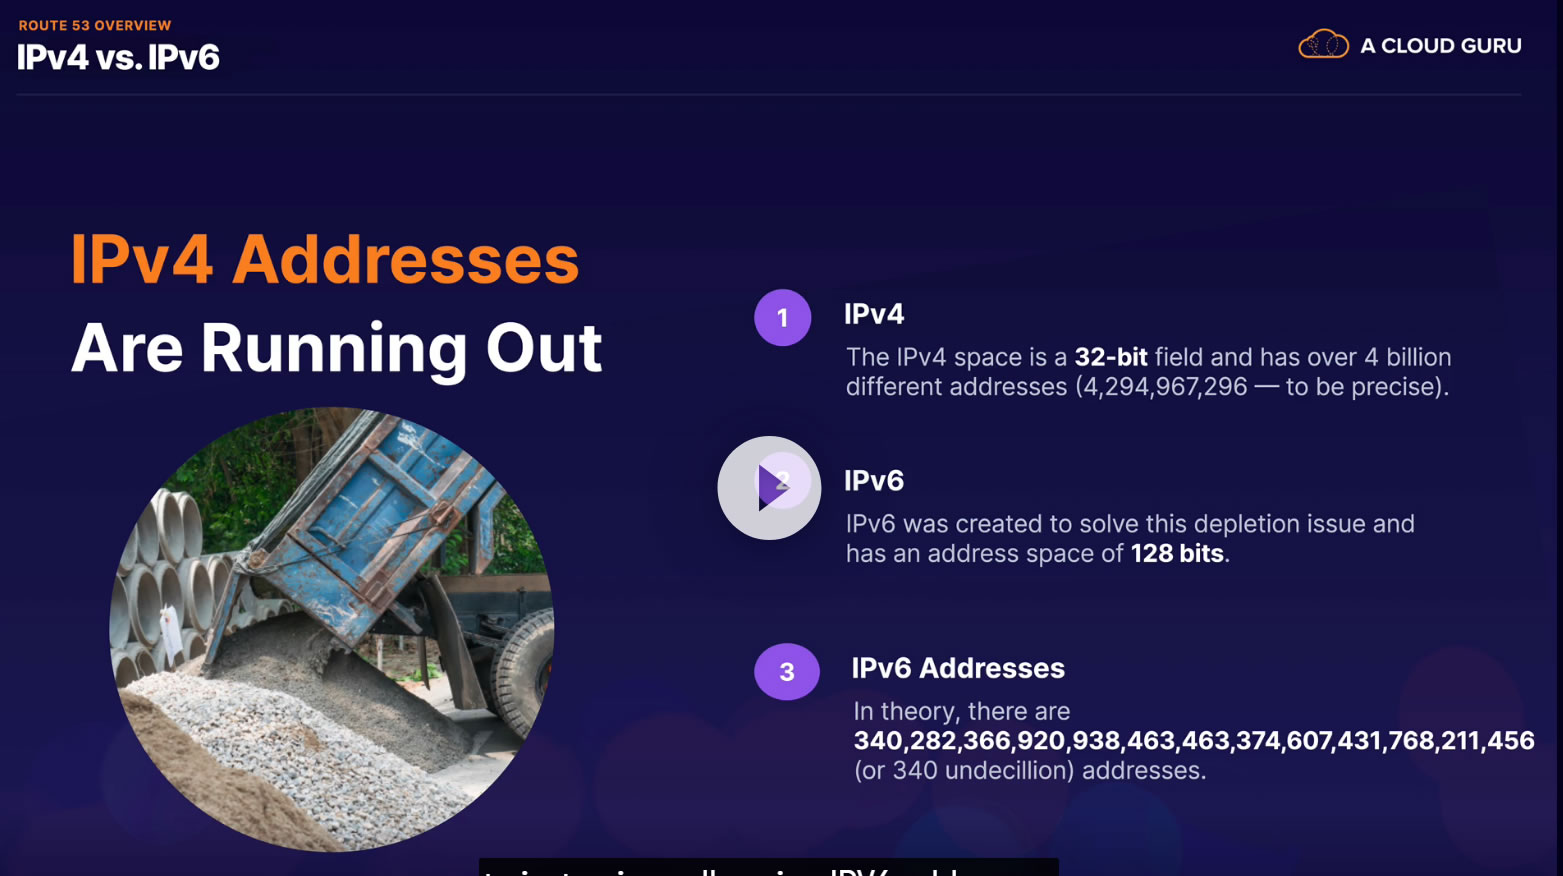 ROUTE 53 OVERVIEW
IPv4 vs. IPv6
A CLOUD GURU
IPv4 Addresses
Are Running Out
1
IPv4
The IPv4 space is a 32-bit field and has over 4 billion
different addresses (4,294,967,296 — to be precise).
2
IPv6
IPv6 was created to solve this depletion issue and
has an address space of 128 bits.
3
IPv6 Addresses
In theory, there are
340,282,366,920,938,463,463,374,607,431,768,211,456
(or 340 undecillion) addresses.